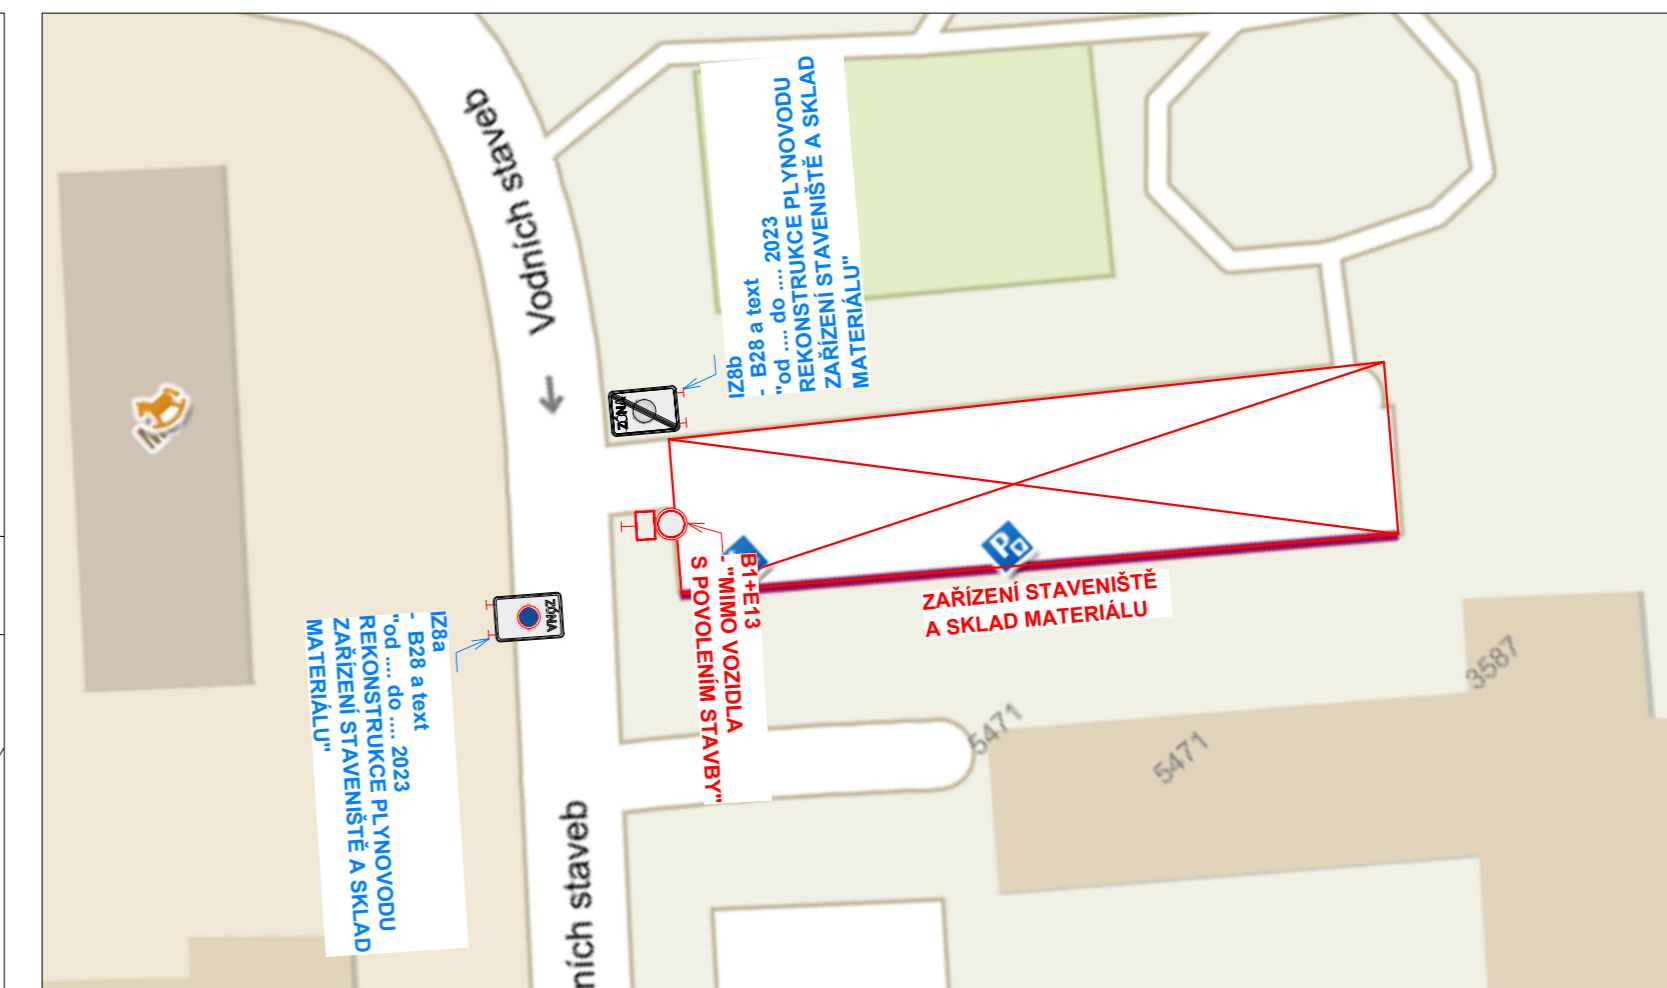 Vodních staveb
IZ8b
- B28 a text
"od .... do .... 2023
REKONSTRUKCE PLYNOVODU
ZAŘÍZENÍ STAVENIŠTĚ A SKLAD
MATERIÁLU"
ZÓNA
P
B1+E13
- "MIMO VOZIDLA
S POVOLENÍM STAVBY"
ZAŘÍZENÍ STAVENIŠTĚ
A SKLAD MATERIÁLU
ZÓNA
IZ8a
- B28 a text
"od .... do .... 2023
REKONSTRUKCE PLYNOVODU
ZAŘÍZENÍ STAVENIŠTĚ A SKLAD
MATERIÁLU"
3587
5471
5471
ních staveb